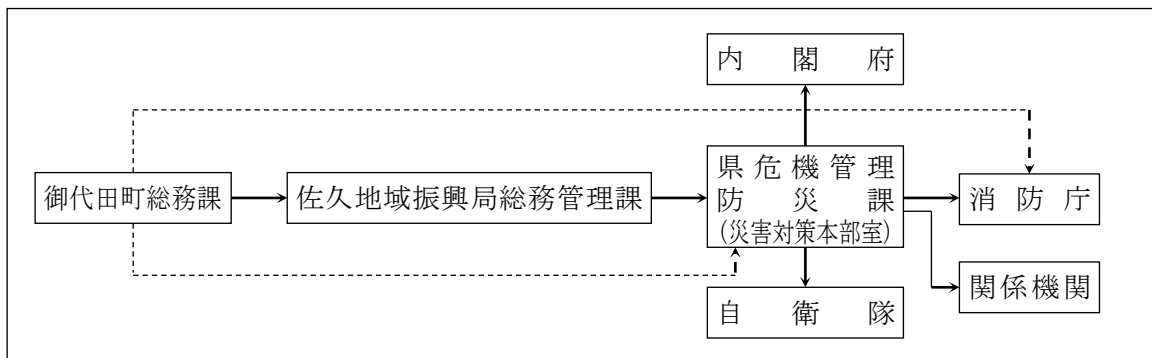 内閣府
御代田町総務課
佐久地域振興局総務管理課
県危機管理
防災課
(災害対策本部室)
消防庁
関係機関
自衛隊